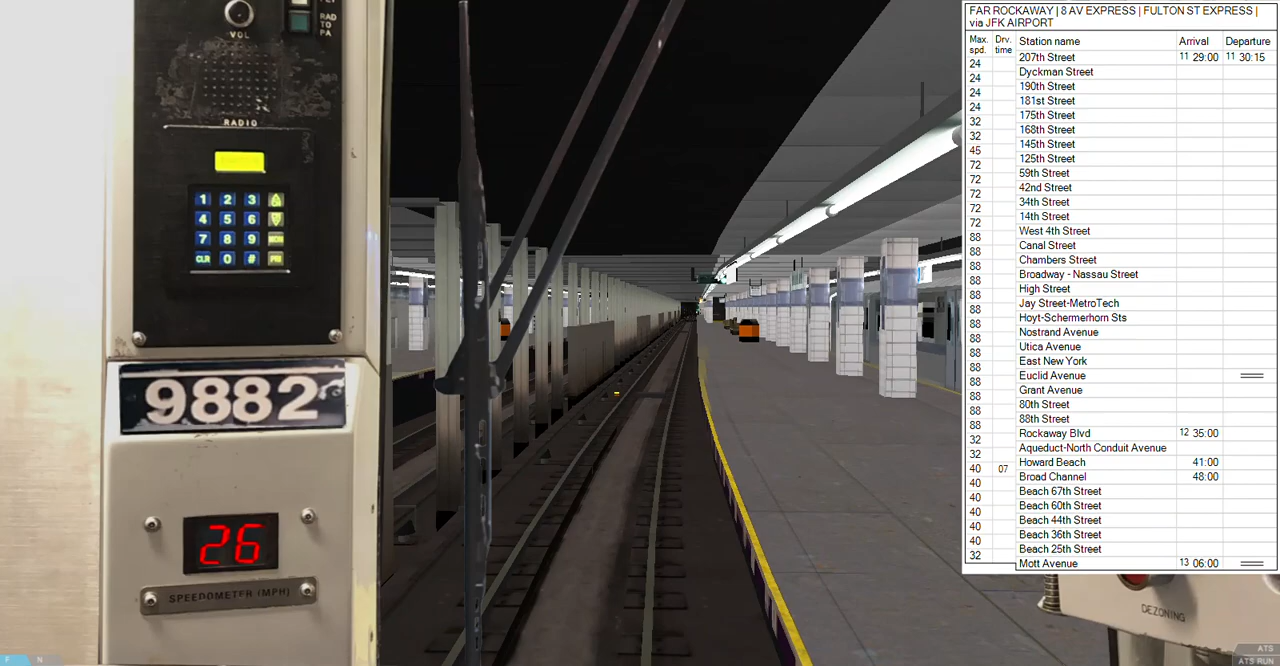 VOL
RAD
TO
PA
RADIO
1 2 3
4 5 6
7 8 9
CLR 0 #
9882
26
SPEEDOMETER (MPH)
F N
FAR ROCKAWAY | 8 AV EXPRESS | FULTON ST EXPRESS |
via JFK AIRPORT
Max. spd. Drv. time Station name Arrival Departure
207th Street 11 29:00 11 30:15
24
Dyckman Street
24
190th Street
24
181st Street
24
175th Street
32
168th Street
32
145th Street
45
125th Street
72
59th Street
72
42nd Street
72
34th Street
72
14th Street
72
West 4th Street
88
Canal Street
88
Chambers Street
88
Broadway - Nassau Street
88
High Street
88
Jay Street-MetroTech
88
Hoyt-Schermerhorn Sts
88
Nostrand Avenue
88
Utica Avenue
88
East New York
88
Euclid Avenue
88
Grant Avenue
88
80th Street
88
88th Street
88
Rockaway Blvd 12 35:00
32
Aqueduct-North Conduit Avenue
32
Howard Beach 41:00
40 07
Broad Channel 48:00
40
Beach 67th Street
40
Beach 60th Street
40
Beach 44th Street
40
Beach 36th Street
40
Beach 25th Street
32
Mott Avenue 13 06:00
DEZONING
ATS
ATS RUN